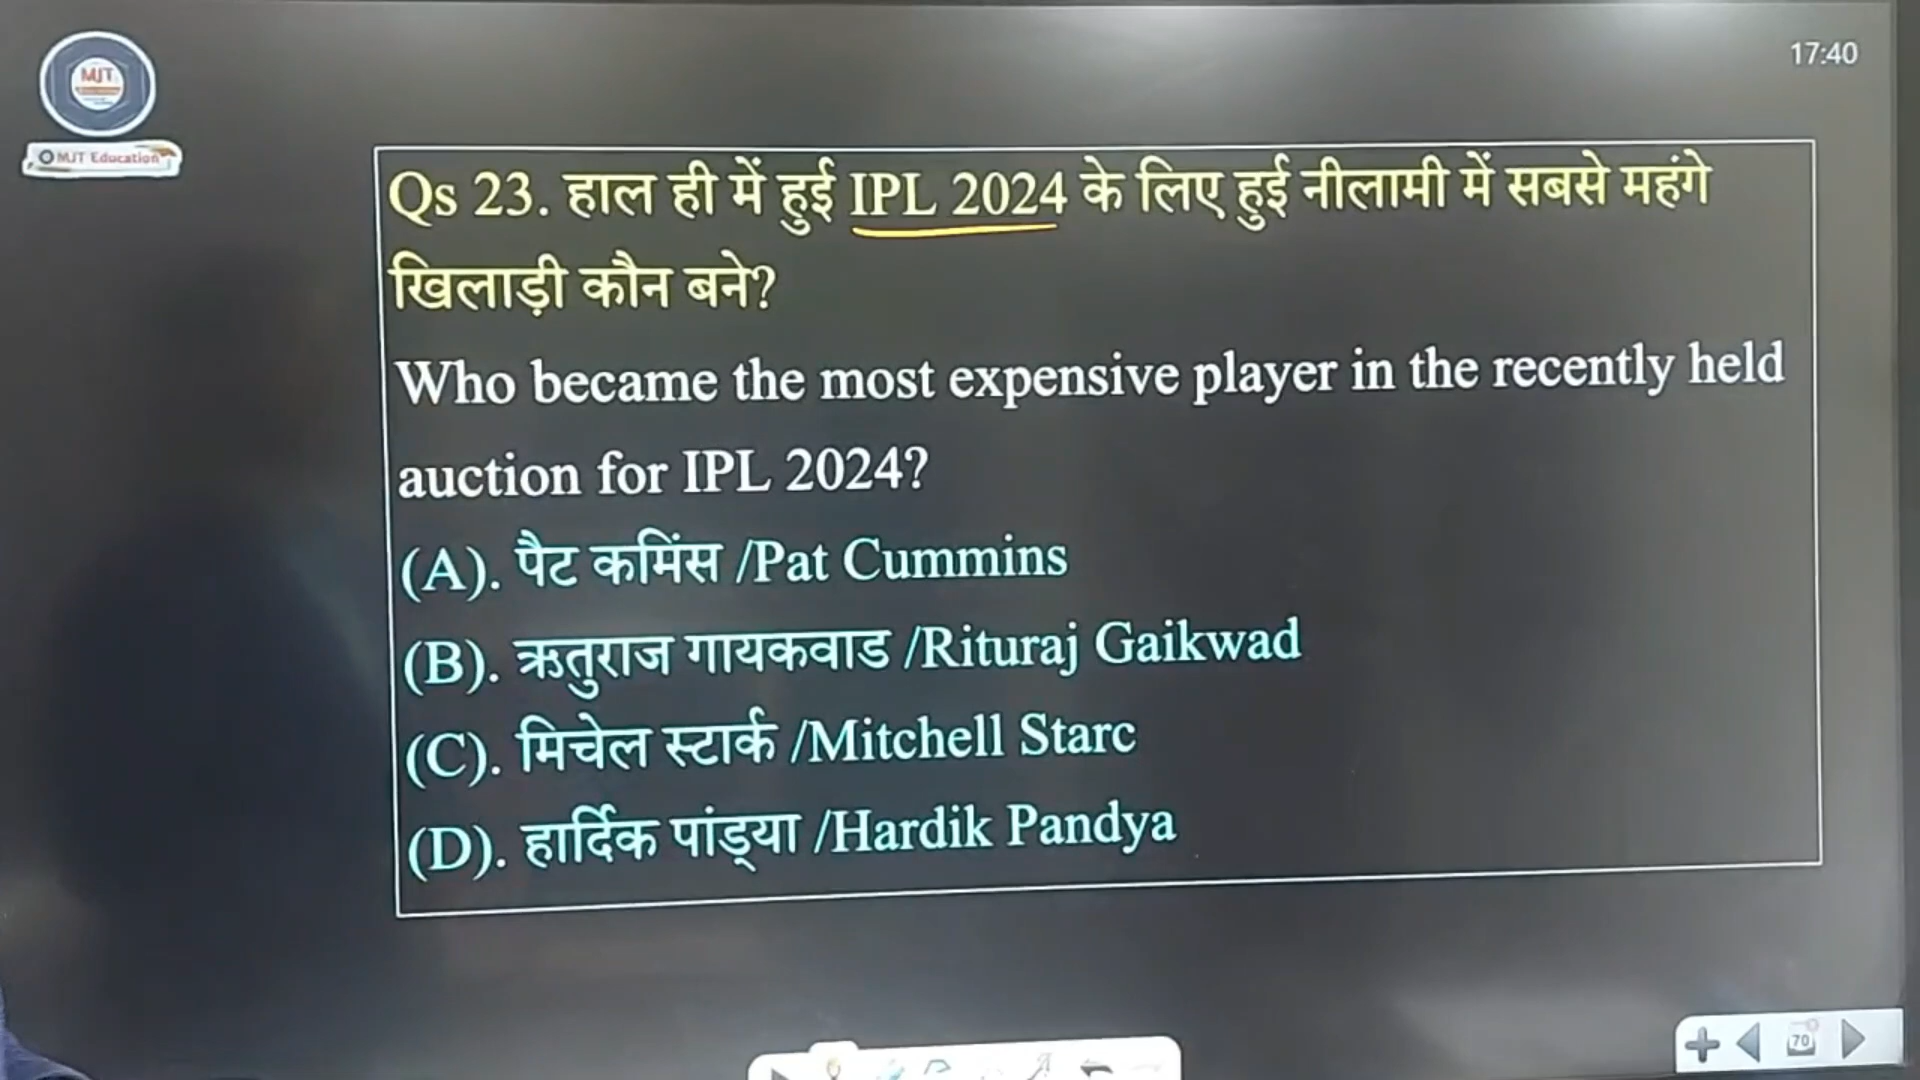 17:40
MJT
MJT Education
Qs 23. हाल ही में हुई IPL 2024 के लिए हुई नीलामी में सबसे महंगे
खिलाड़ी कौन बने?
Who became the most expensive player in the recently held
auction for IPL 2024?
(A). पैट कमिंस /Pat Cummins
(B). ऋतुराज गायकवाड /Rituraj Gaikwad
(C). मिचेल स्टार्क /Mitchell Starc
(D). हार्दिक पांड्या /Hardik Pandya
70